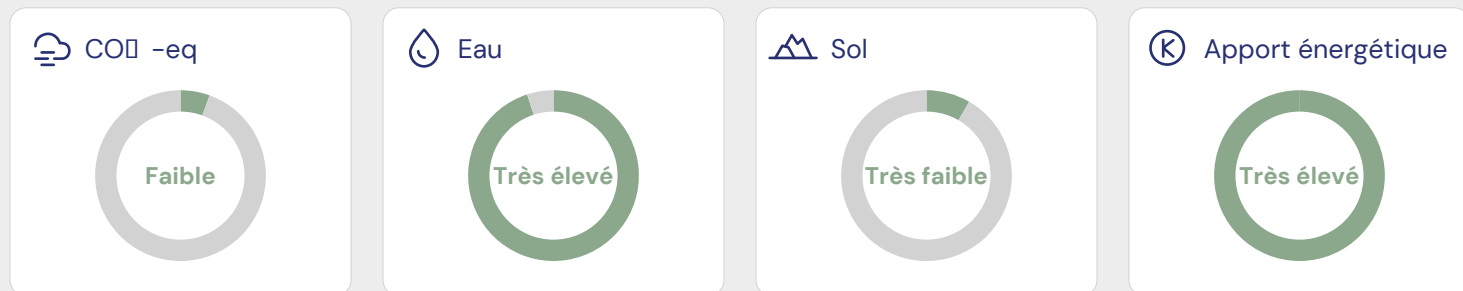 CO▯ -eq
Eau
Sol
Apport énergétique
Faible
Très élevé
Très faible
Très élevé